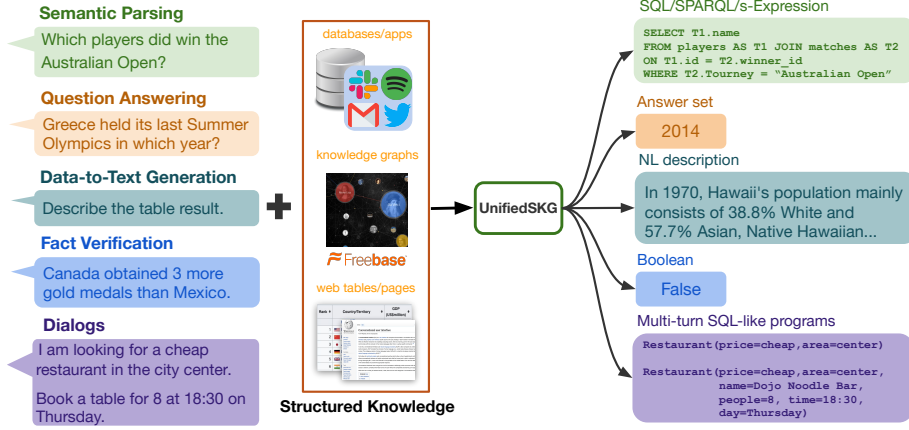 Semantic Parsing
Which players did win the
Australian Open?
Question Answering
Greece held its last Summer
Olympics in which year?
Data-to-Text Generation
Describe the table result.
Fact Verification
Canada obtained 3 more
gold medals than Mexico.
Dialogs
I am looking for a cheap
restaurant in the city center.
Book a table for 8 at 18:30 on
Thursday.
databases/apps
knowledge graphs
Freebase
web tables/pages
Rank
Country/Territory
GDP
(US$million)
Structured Knowledge
UnifiedSKG
SQL/SPARQL/s-Expression
SELECT T1.name
FROM players AS T1 JOIN matches AS T2
ON T1.id = T2.winner_id
WHERE T2.Tourney = “Australian Open”
Answer set
2014
NL description
In 1970, Hawaii's population mainly
consists of 38.8% White and
57.7% Asian, Native Hawaiian...
Boolean
False
Multi-turn SQL-like programs
Restaurant(price=cheap,area=center)
Restaurant(price=cheap,area=center,
name=Dojo Noodle Bar,
people=8, time=18:30,
day=Thursday)